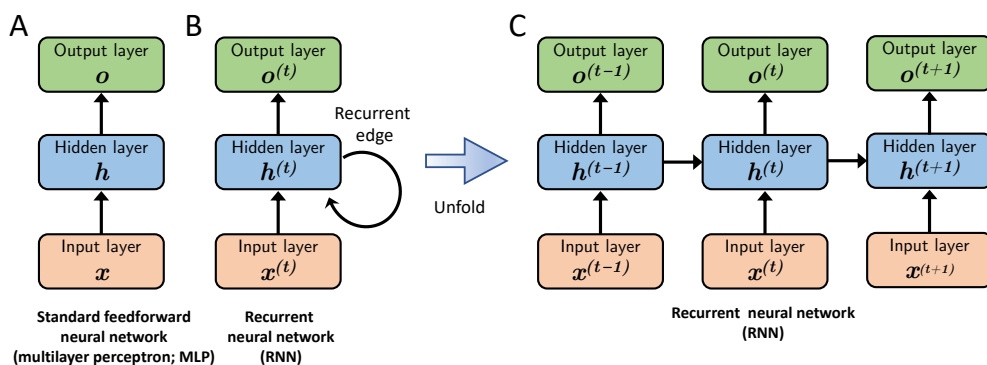 A
Output layer
o
Hidden layer
h
Input layer
x
Standard feedforward
neural network
(multilayer perceptron; MLP)
B
Output layer
o(t)
Recurrent
edge
Hidden layer
h(t)
Input layer
x(t)
Recurrent
neural network
(RNN)
Unfold
C
Output layer
o(t−1)
Hidden layer
h(t−1)
Input layer
x(t−1)
Output layer
o(t)
Hidden layer
h(t)
Input layer
x(t)
Output layer
o(t+1)
Hidden layer
h(t+1)
Input layer
x(t+1)
Recurrent neural network
(RNN)